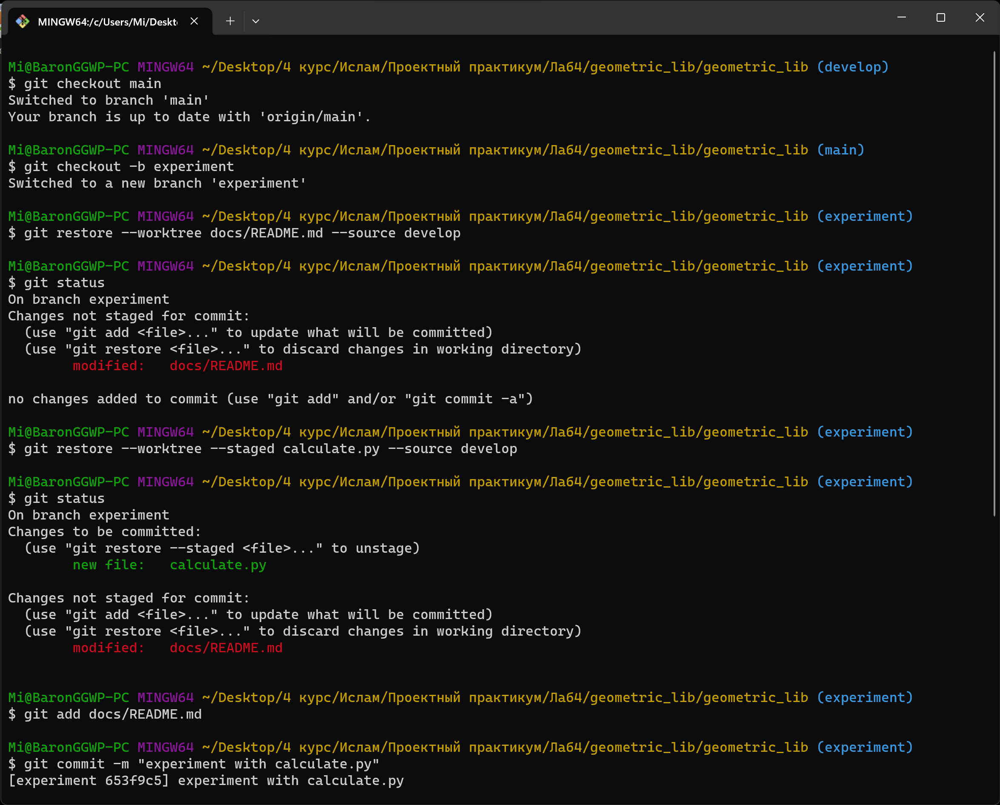 MINGW64:/c/Users/Mi/Deskt
Mi@BaronGGWP-PC MINGW64 ~/Desktop/4 курс/Ислам/Проектный практикум/Лаб4/geometric_lib/geometric_lib (develop)
$ git checkout main
Switched to branch 'main'
Your branch is up to date with 'origin/main'.
Mi@BaronGGWP-PC MINGW64 ~/Desktop/4 курс/Ислам/Проектный практикум/Лаб4/geometric_lib/geometric_lib (main)
$ git checkout -b experiment
Switched to a new branch 'experiment'
Mi@BaronGGWP-PC MINGW64 ~/Desktop/4 курс/Ислам/Проектный практикум/Лаб4/geometric_lib/geometric_lib (experiment)
$ git restore --worktree docs/README.md --source develop
Mi@BaronGGWP-PC MINGW64 ~/Desktop/4 курс/Ислам/Проектный практикум/Лаб4/geometric_lib/geometric_lib (experiment)
$ git status
On branch experiment
Changes not staged for commit:
  (use "git add <file>..." to update what will be committed)
  (use "git restore <file>..." to discard changes in working directory)
        modified:   docs/README.md
no changes added to commit (use "git add" and/or "git commit -a")
Mi@BaronGGWP-PC MINGW64 ~/Desktop/4 курс/Ислам/Проектный практикум/Лаб4/geometric_lib/geometric_lib (experiment)
$ git restore --worktree --staged calculate.py --source develop
Mi@BaronGGWP-PC MINGW64 ~/Desktop/4 курс/Ислам/Проектный практикум/Лаб4/geometric_lib/geometric_lib (experiment)
$ git status
On branch experiment
Changes to be committed:
  (use "git restore --staged <file>..." to unstage)
        new file:   calculate.py
Changes not staged for commit:
  (use "git add <file>..." to update what will be committed)
  (use "git restore <file>..." to discard changes in working directory)
        modified:   docs/README.md
Mi@BaronGGWP-PC MINGW64 ~/Desktop/4 курс/Ислам/Проектный практикум/Лаб4/geometric_lib/geometric_lib (experiment)
$ git add docs/README.md
Mi@BaronGGWP-PC MINGW64 ~/Desktop/4 курс/Ислам/Проектный практикум/Лаб4/geometric_lib/geometric_lib (experiment)
$ git commit -m "experiment with calculate.py"
[experiment 653f9c5] experiment with calculate.py